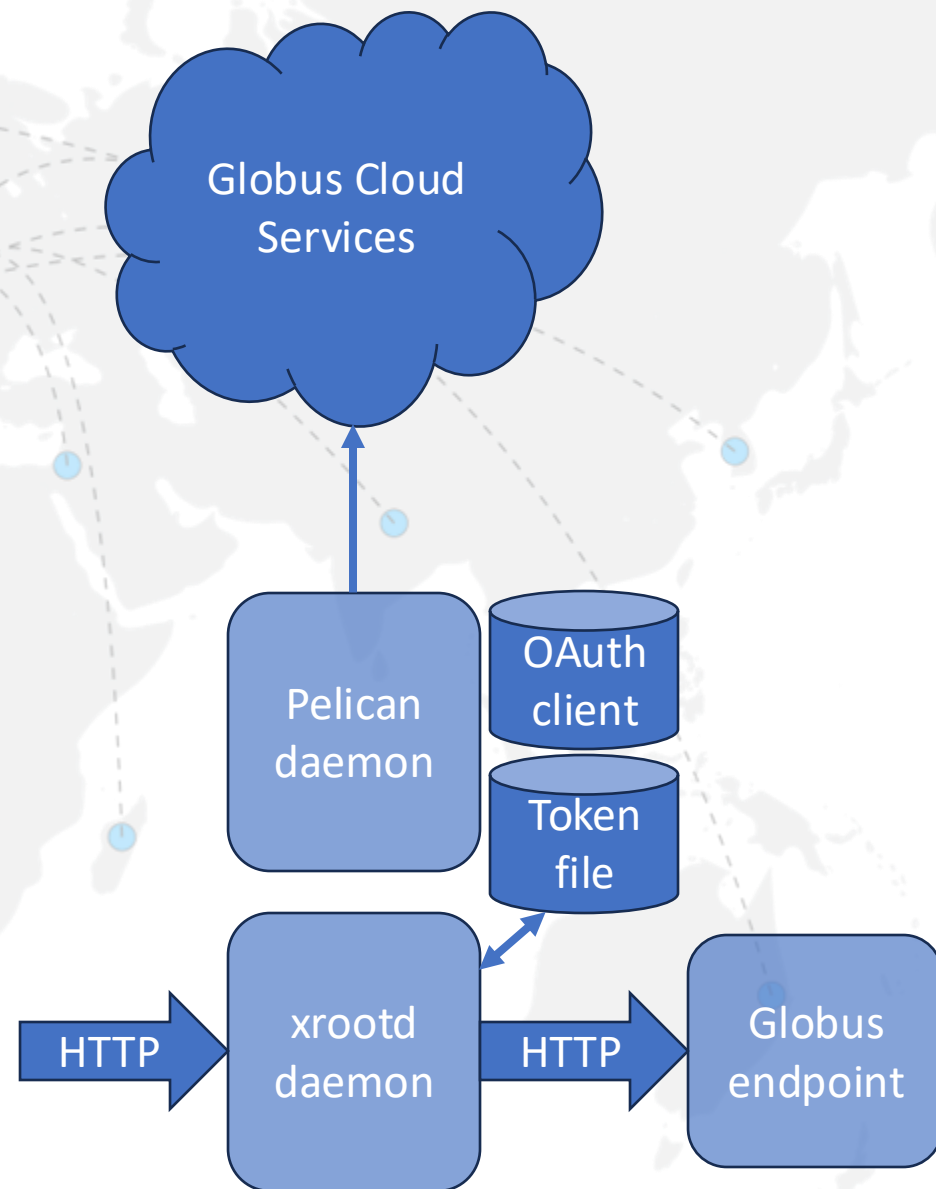 Globus Cloud
Services
Pelican
daemon
OAuth
client
Token
file
HTTP
xrootd
daemon
HTTP
Globus
endpoint